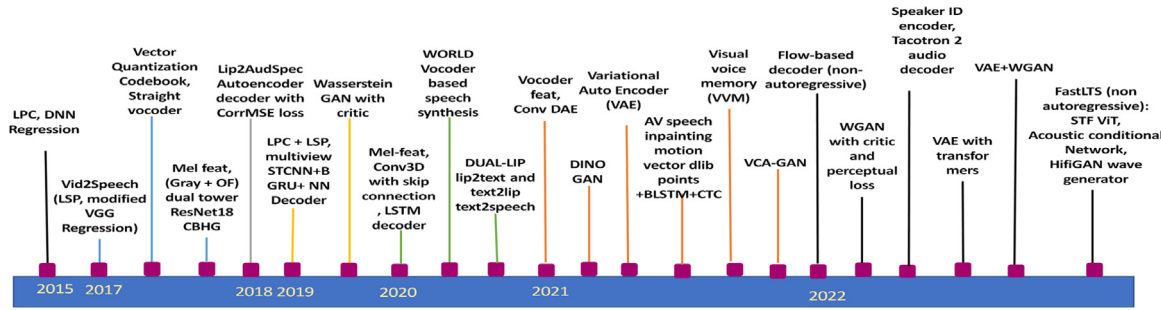 LPC, DNN
Regression
Vid2Speech
(LSP, modified
VGG
Regression)
Vector
Quantization
Codebook,
Straight
vocoder
Mel feat,
(Gray + OF)
dual tower
ResNet18
CBHG
Lip2AudSpec
Autoencoder
decoder with
CorrMSE loss
LPC + LSP,
multiview
STCNN+B
GRU+ NN
Decoder
Wasserstein
GAN with
critic
Mel-feat,
Conv3D
with skip
connection
, LSTM
decoder
WORLD
Vocoder
based
speech
synthesis
DUAL-LIP
lip2text and
text2lip
text2speech
Vocoder
feat,
Conv DAE
DINO
GAN
Variational
Auto Encoder
(VAE)
AV speech
inpainting
motion
vector dlib
points
+BLSTM+CTC
Visual
voice
memory
(VVM)
VCA-GAN
Flow-based
decoder (non-
autoregressive)
WGAN
with critic
and
perceptual
loss
Speaker ID
encoder,
Tacotron 2
audio
decoder
VAE with
transfor
mers
VAE+WGAN
FastLTS (non
autoregressive):
STF ViT,
Acoustic conditional
Network,
HifiGAN wave
generator
2015
2017
2018
2019
2020
2021
2022